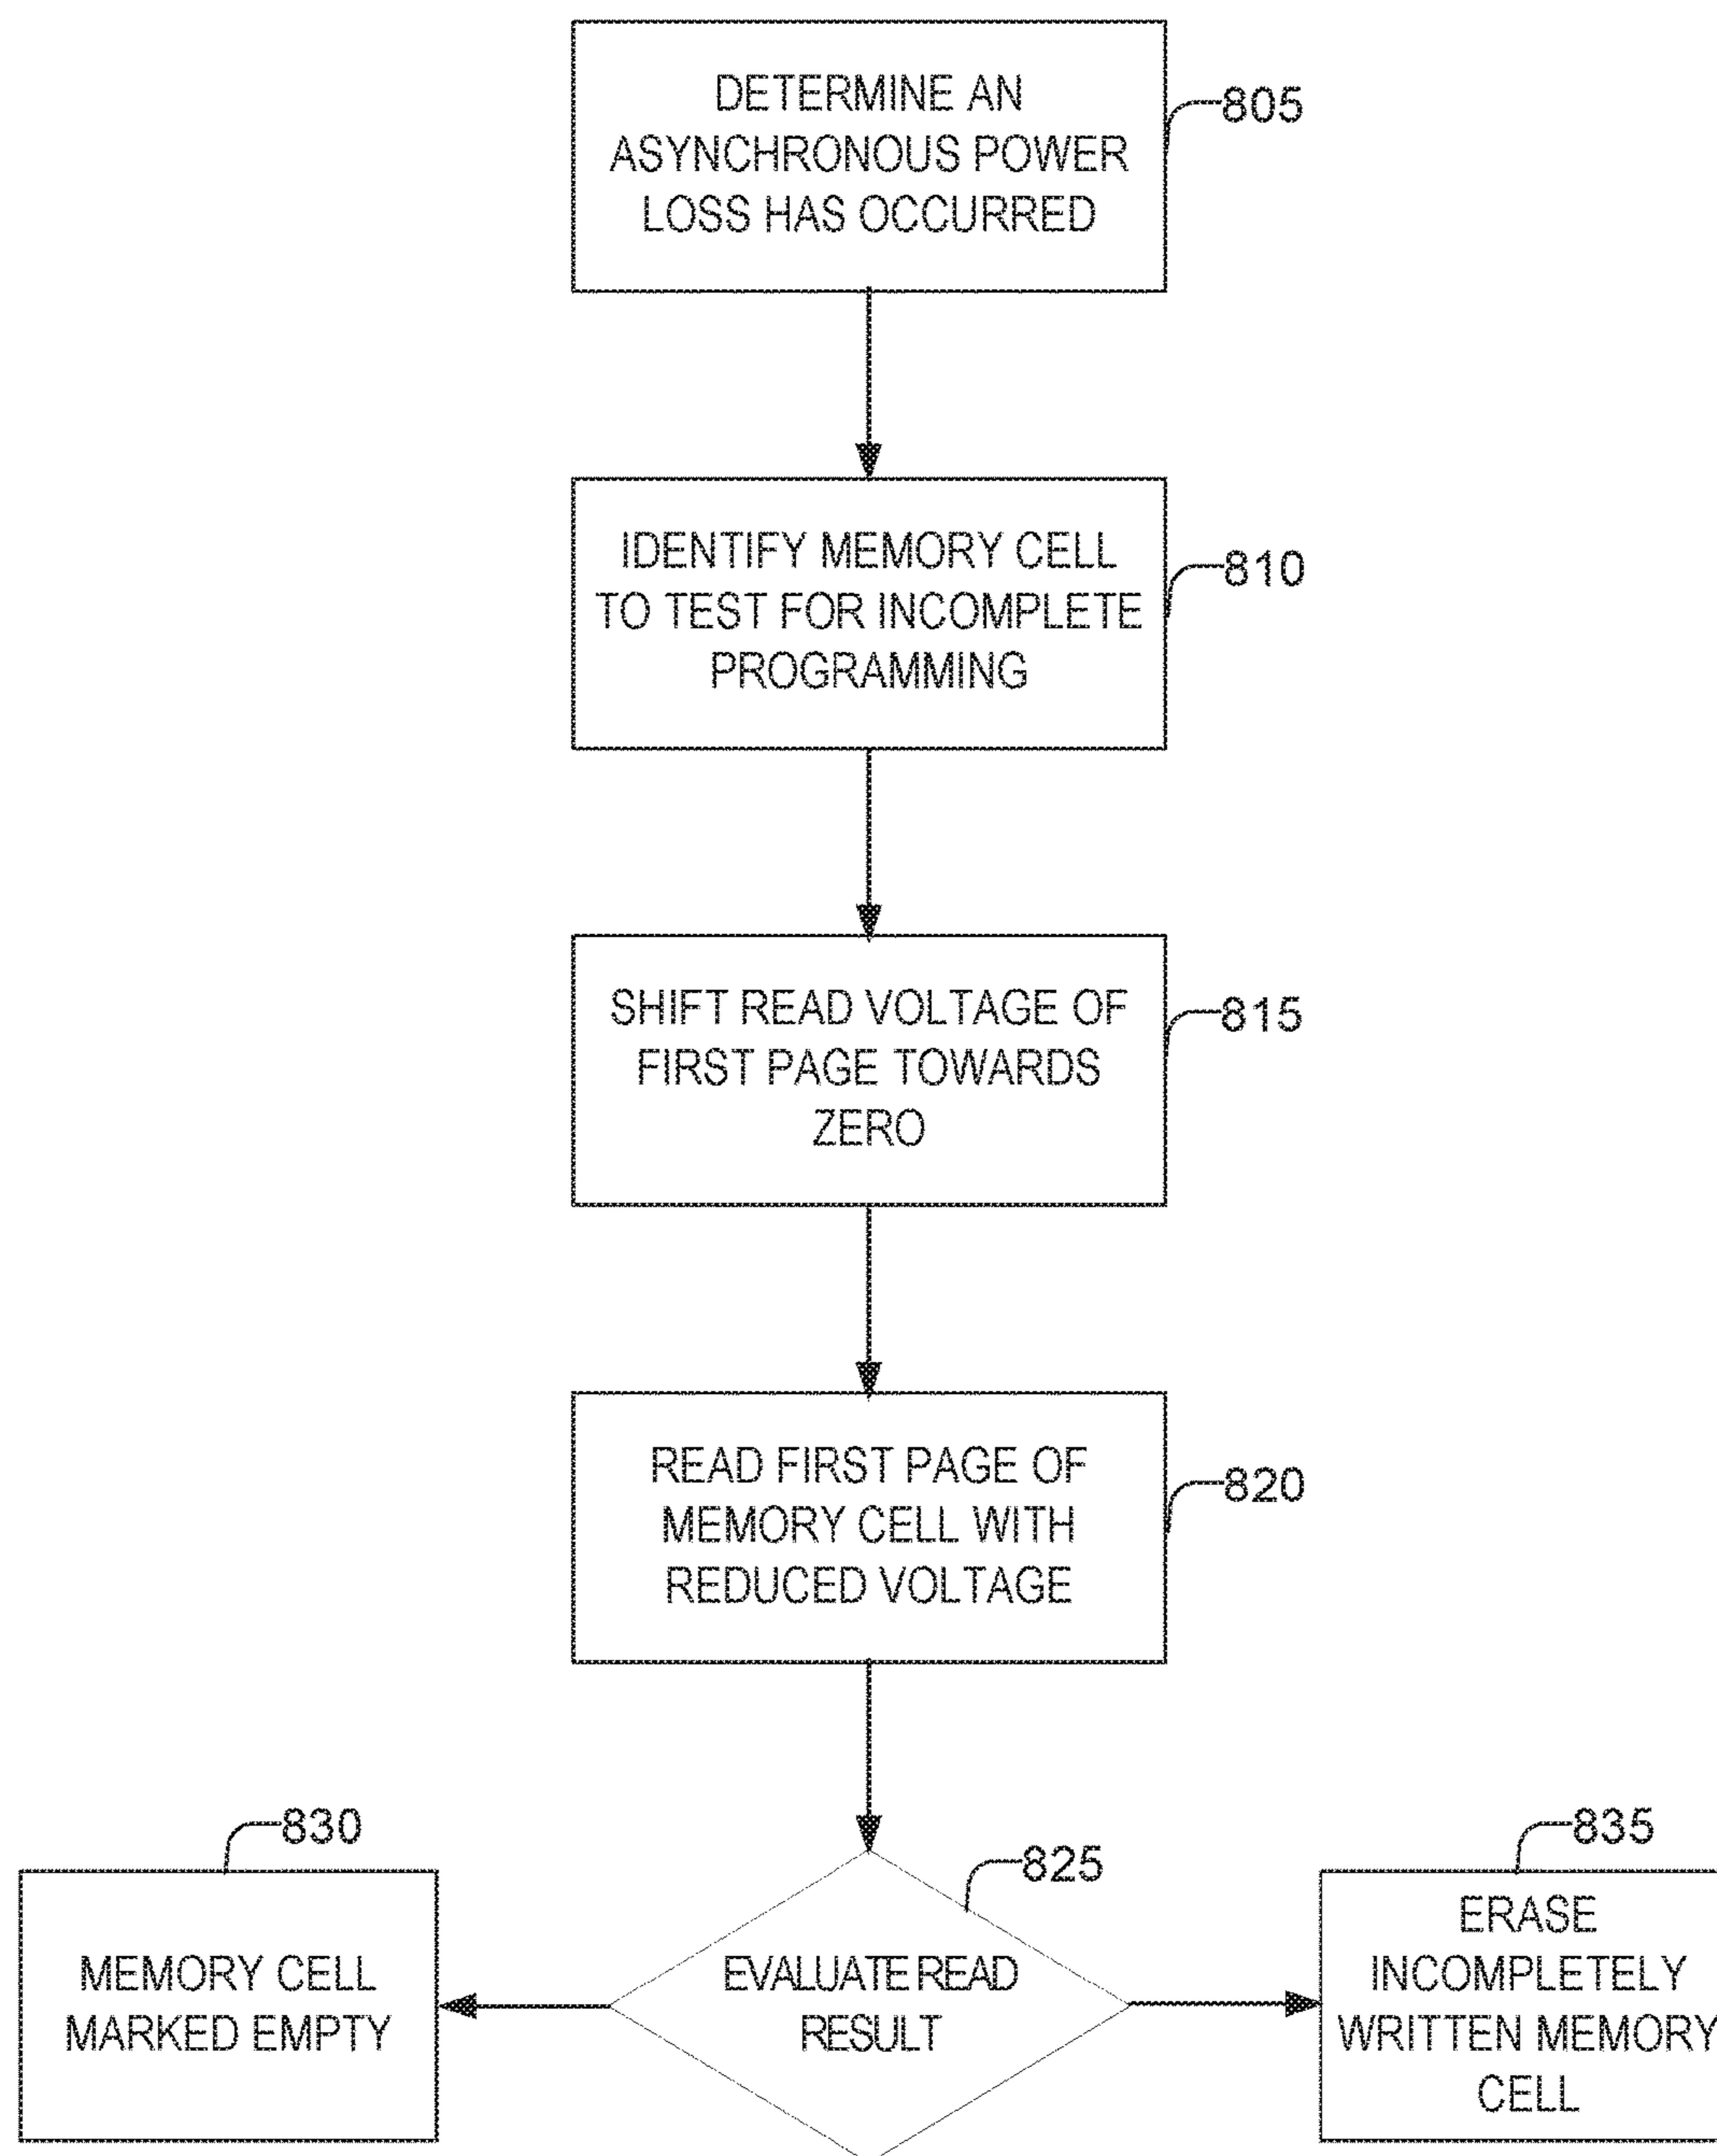 DETERMINE AN
ASYNCHRONOUS POWER
LOSS HAS OCCURRED
805
IDENTIFY MEMORY CELL
TO TEST FOR INCOMPLETE
PROGRAMMING
810
SHIFT READ VOLTAGE OF
FIRST PAGE TOWARDS
ZERO
815
READ FIRST PAGE OF
MEMORY CELL WITH
REDUCED VOLTAGE
820
830
MEMORY CELL
MARKED EMPTY
825
EVALUATE READ
RESULT
835
ERASE
INCOMPLETELY
WRITTEN MEMORY
CELL